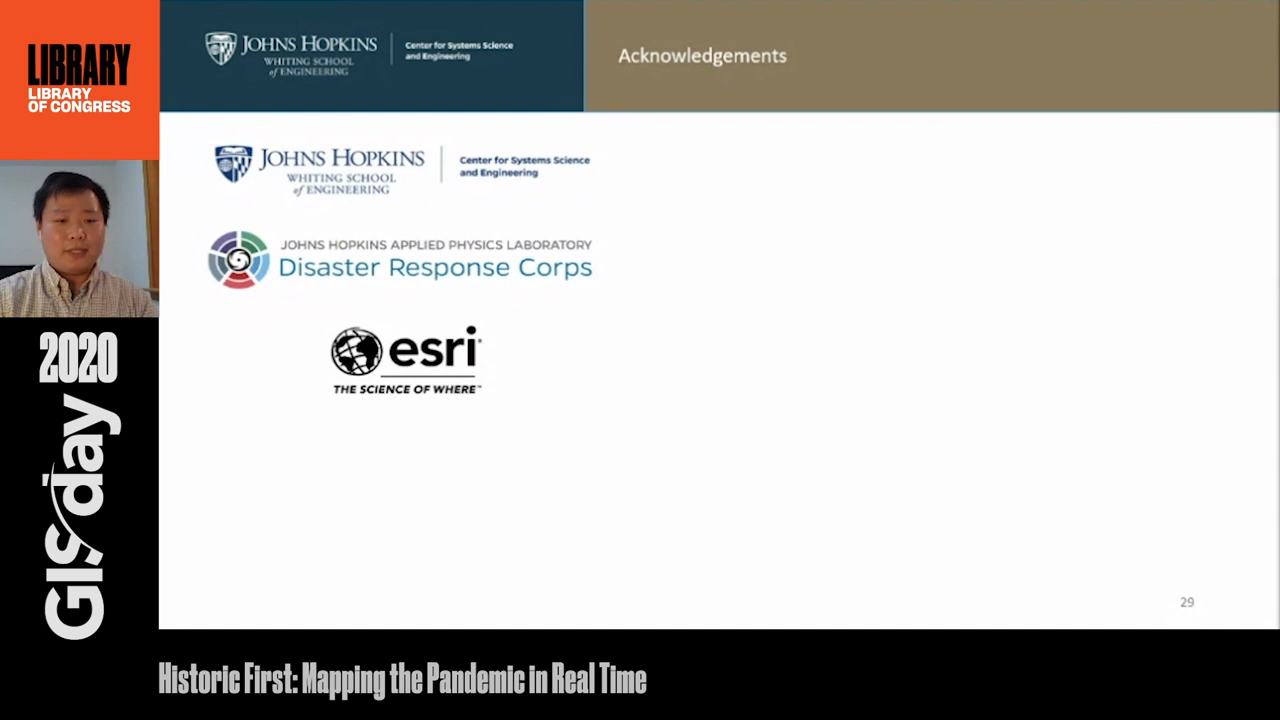 LIBRARY
LIBRARY
OF CONGRESS
JOHNS HOPKINS
WHITING SCHOOL
of ENGINEERING
Center for Systems Science
and Engineering
Acknowledgements
JOHNS HOPKINS
WHITING SCHOOL
of ENGINEERING
Center for Systems Science
and Engineering
JOHNS HOPKINS APPLIED PHYSICS LABORATORY
Disaster Response Corps
esri®
THE SCIENCE OF WHERE™
29
GISday 2020
Historic First: Mapping the Pandemic in Real Time